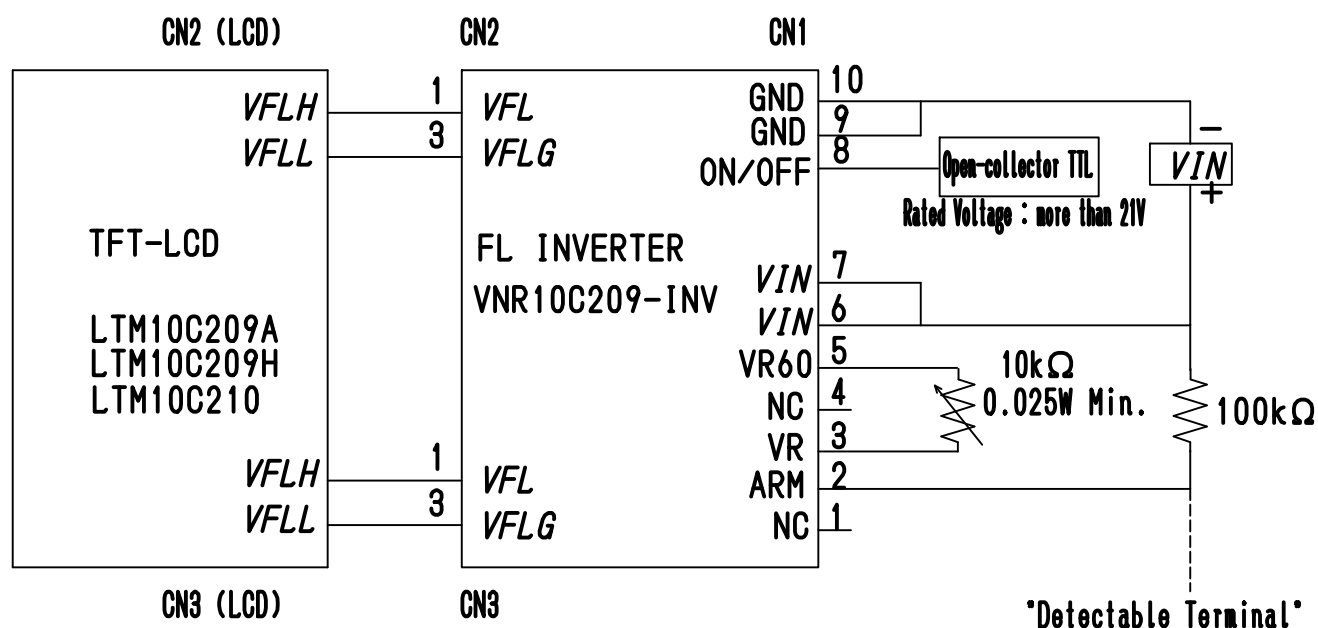 CN2 (LCD)
CN2
CN1
VFLH
1
VFL
VFLL
3
VFLG
TFT-LCD
LTM10C209A
LTM10C209H
LTM10C210
VFLH
1
VFL
VFLL
3
VFLG
CN3 (LCD)
CN3
FL INVERTER
VNR10C209-INV
GND
10
GND
9
ON/OFF
8
VIN
7
VIN
6
VR60
5
NC
4
VR
3
ARM
2
NC
1
Open-collector TTL
Rated Voltage : more than 21V
−
VIN
+
10kΩ
0.025W Min.
100kΩ
"Detectable Terminal"